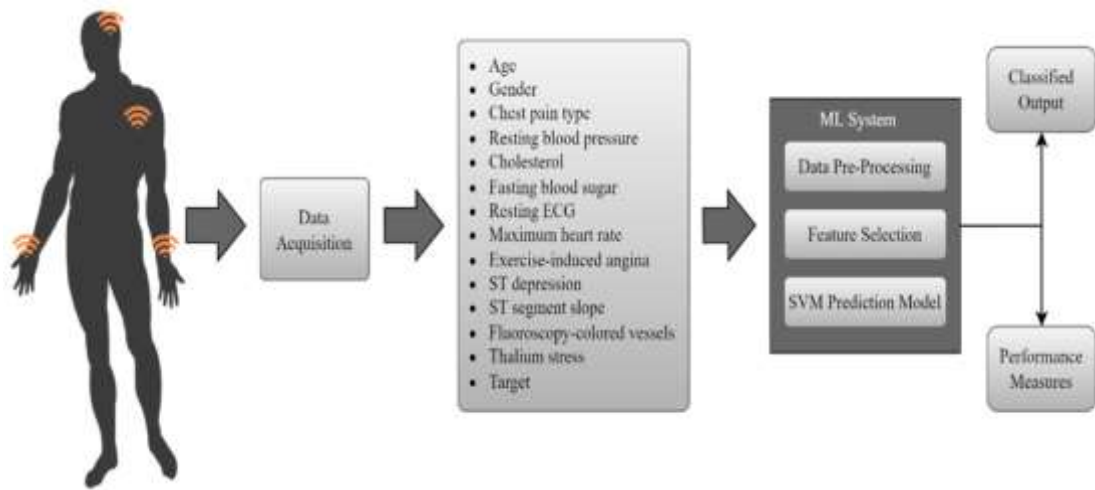 Data
Acquisition
• Age
• Gender
• Chest pain type
• Resting blood pressure
• Cholesterol
• Fasting blood sugar
• Resting ECG
• Maximum heart rate
• Exercise-induced angina
• ST depression
• ST segment slope
• Fluoroscopy-colored vessels
• Thalium stress
• Target
ML System
Data Pre-Processing
Feature Selection
SVM Prediction Model
Classified
Output
Performance
Measures